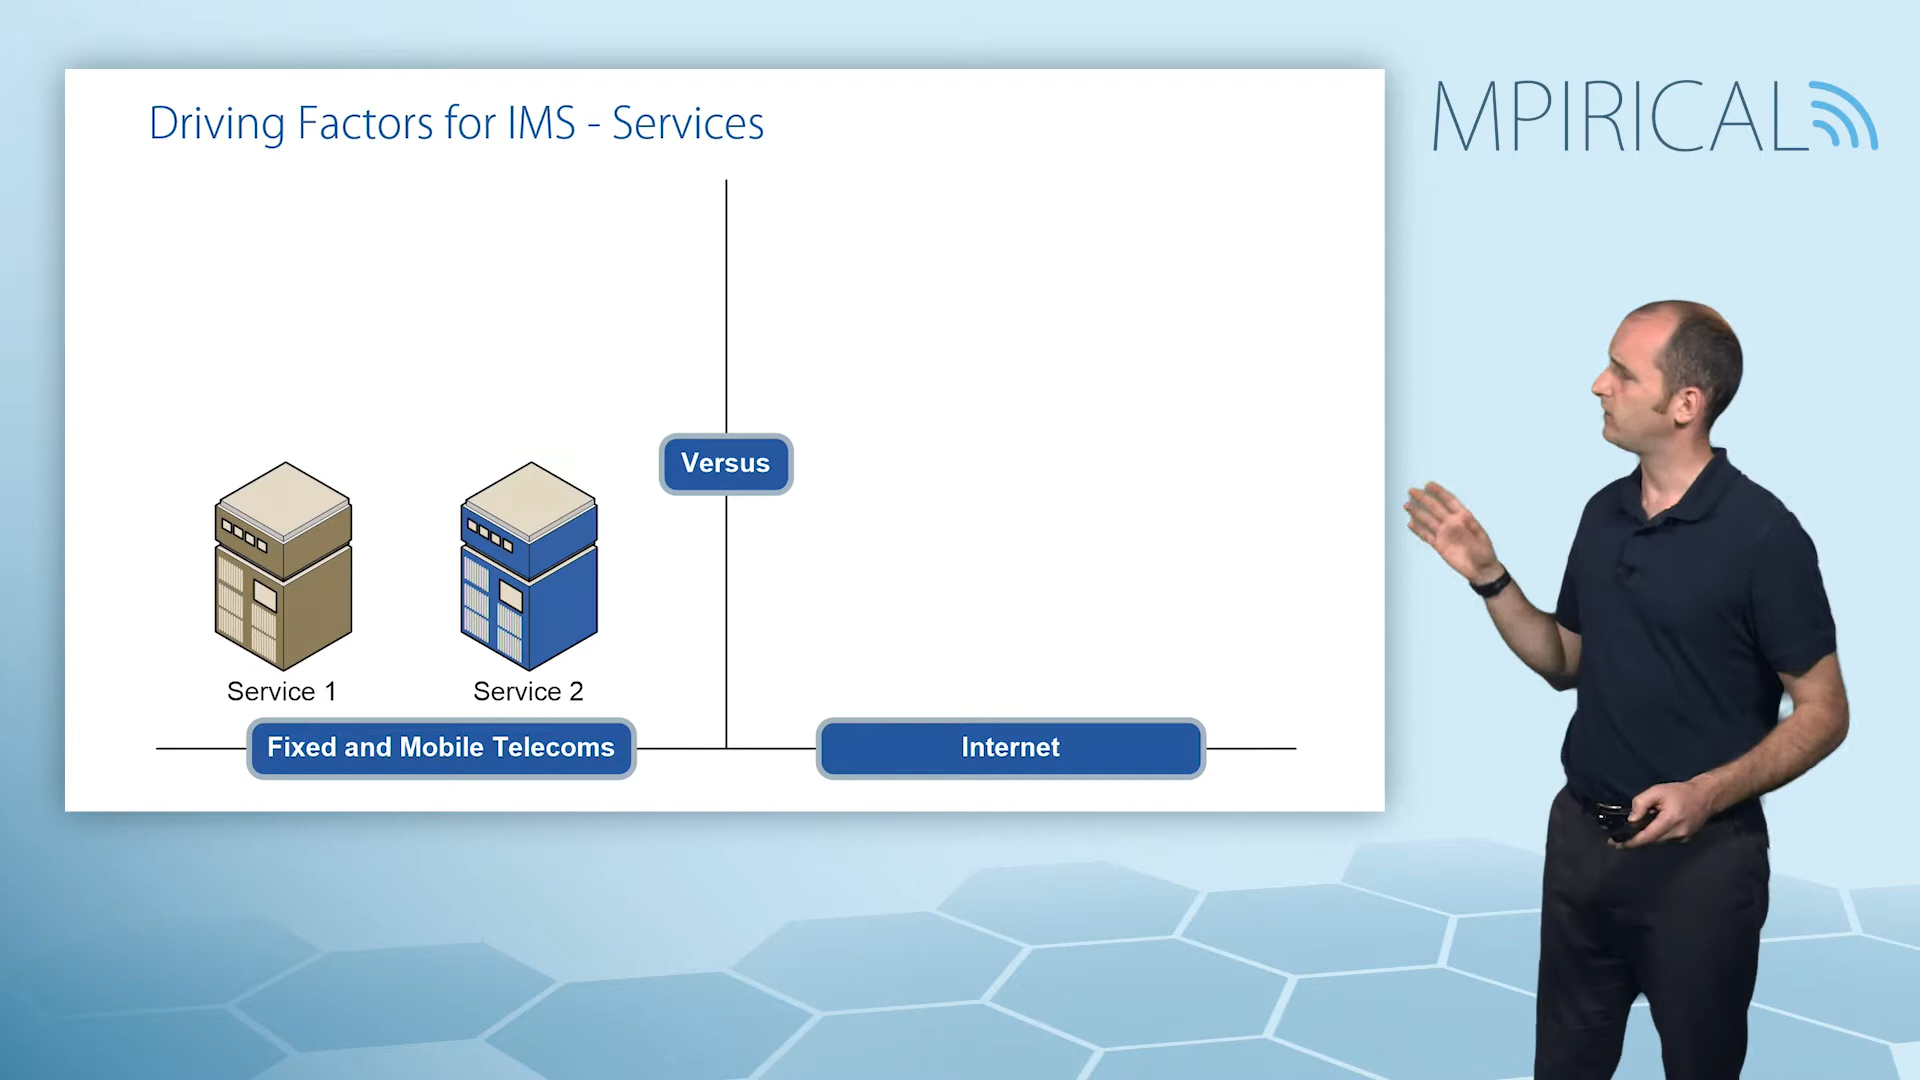 Driving Factors for IMS - Services
MPIRICAL
Versus
Service 1
Service 2
Fixed and Mobile Telecoms
Internet